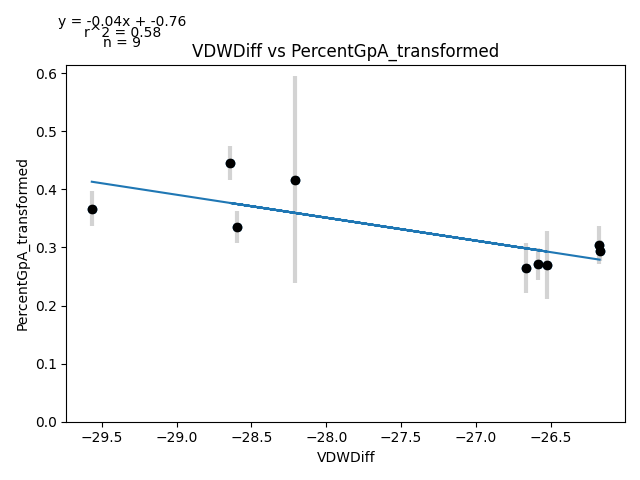 y = -0.04x + -0.76
r^2 = 0.58
n = 9
VDWDiff vs PercentGpA_transformed
PercentGpA_transformed
0.6
0.5
0.4
0.3
0.2
0.1
0.0
−29.5 −29.0 −28.5 −28.0 −27.5 −27.0 −26.5
VDWDiff